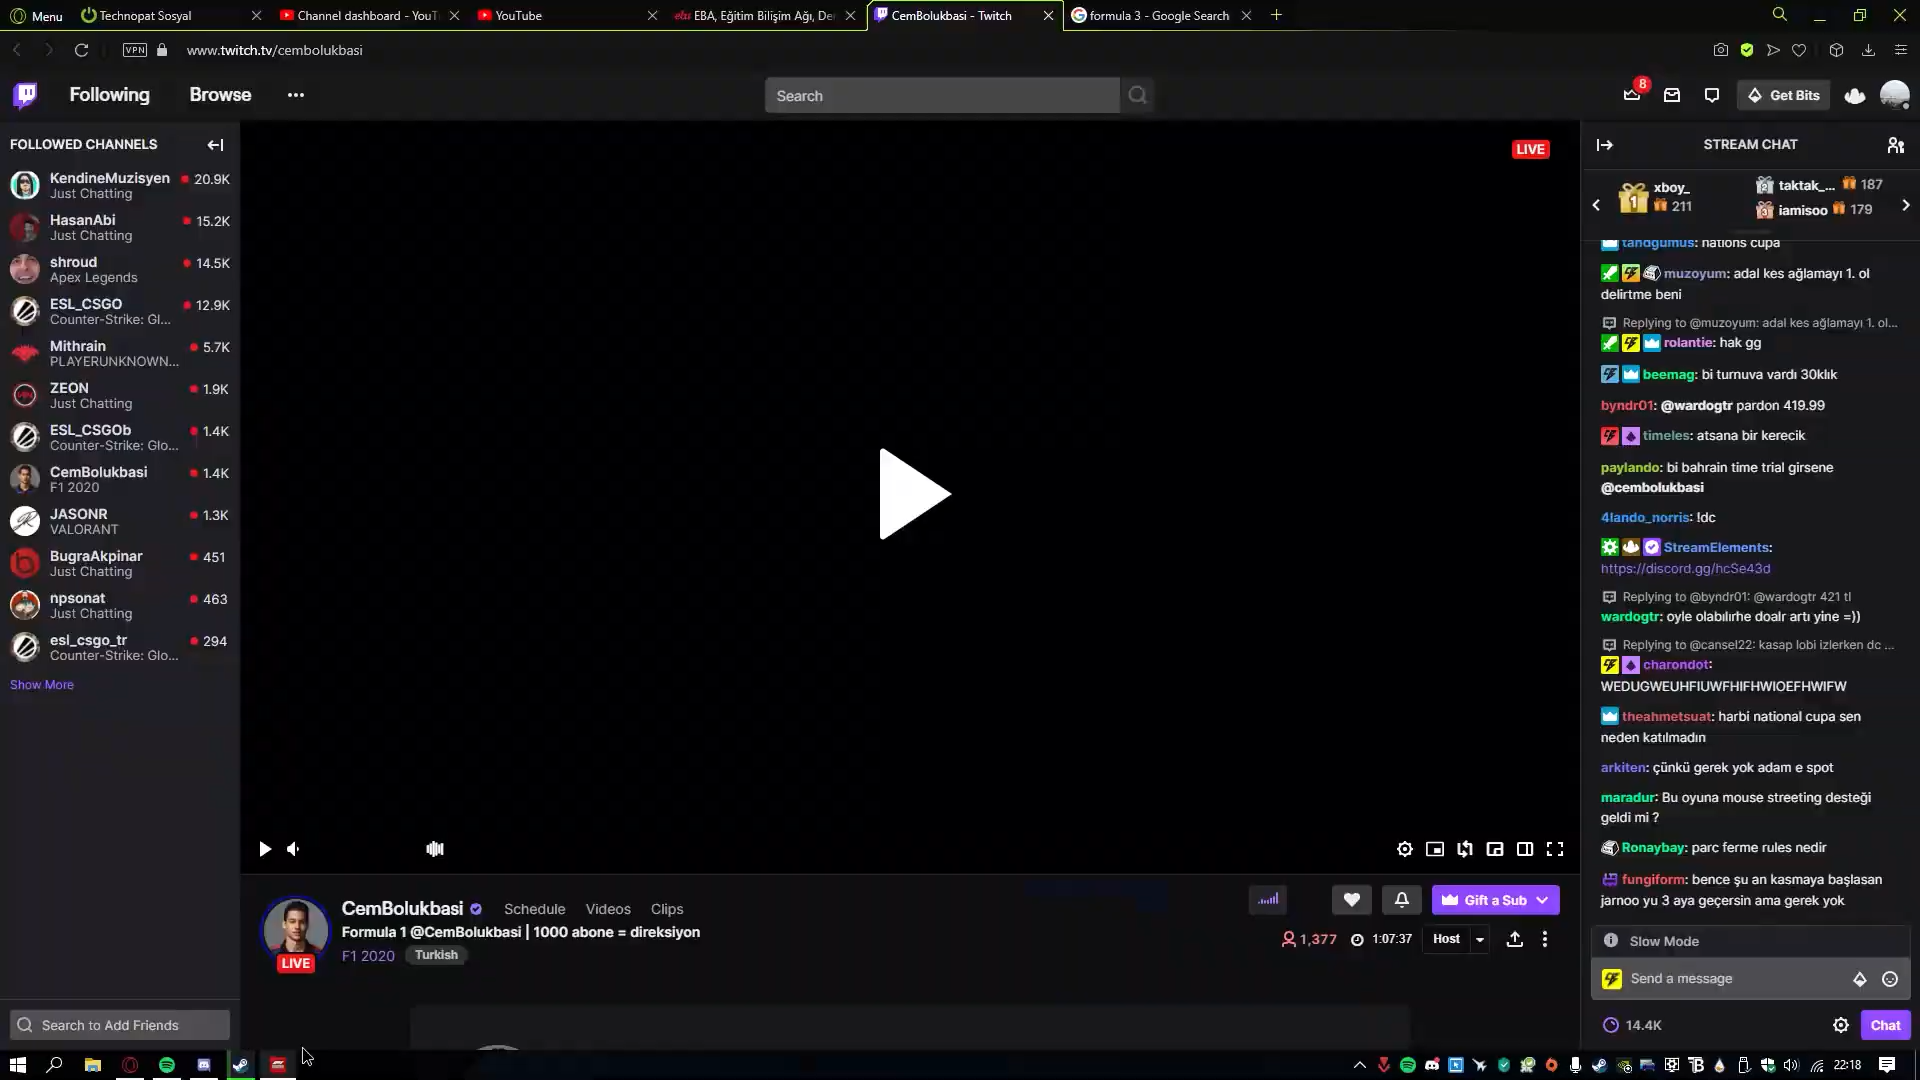 Menu
Technopat Sosyal
Channel dashboard - YouT
YouTube
EBA, Eğitim Bilişim Ağı, De
CemBolukbasi - Twitch
formula 3 - Google Search
VPN
www.twitch.tv/cembolukbasi
Following
Browse
Search
8
Get Bits
FOLLOWED CHANNELS
KendineMuzisyen
20.9K
Just Chatting
HasanAbi
15.2K
Just Chatting
shroud
14.5K
Apex Legends
ESL_CSGO
12.9K
Counter-Strike: Gl...
Mithrain
5.7K
PLAYERUNKNOWN...
ZEON
1.9K
Just Chatting
ESL_CSGOb
1.4K
Counter-Strike: Glo...
CemBolukbasi
1.4K
F1 2020
JASONR
1.3K
VALORANT
BugraAkpinar
451
Just Chatting
npsonat
463
Just Chatting
esl_csgo_tr
294
Counter-Strike: Glo...
Show More
Search to Add Friends
LIVE
CemBolukbasi
Schedule
Videos
Clips
Formula 1 @CemBolukbasi | 1000 abone = direksiyon
F1 2020
Turkish
LIVE
Gift a Sub
1,377
1:07:37
Host
STREAM CHAT
1
xboy_
211
taktak_...
187
iamisoo
179
tandgumus: nations cupa
muzoyum: adal kes ağlamayı 1. ol
delirtme beni
Replying to @muzoyum: adal kes ağlamayı 1. ol...
rolantie: hak gg
beemag: bi turnuva vardı 30klık
byndr01: @wardogtr pardon 419.99
timeles: atsana bir kerecik
paylando: bi bahrain time trial girsene
@cembolukbasi
4lando_norris: !dc
StreamElements:
https://discord.gg/hcSe43d
Replying to @byndr01: @wardogtr 421 tl
wardogtr: oyle olabılırhe doalr artı yine =))
Replying to @cansel22: kasap lobi izlerken dc ...
charondot:
WEDUGWEUHFIUWFHIFHWIOEFHWIFW
theahmetsuat: harbi national cupa sen
neden katılmadın
arkiten: çünkü gerek yok adam e spot
maradur: Bu oyuna mouse streeting desteği
geldi mi ?
Ronaybay: parc ferme rules nedir
fungiform: bence şu an kasmaya başlasan
jarnoo yu 3 aya geçersin ama gerek yok
Slow Mode
Send a message
14.4K
Chat
22:18